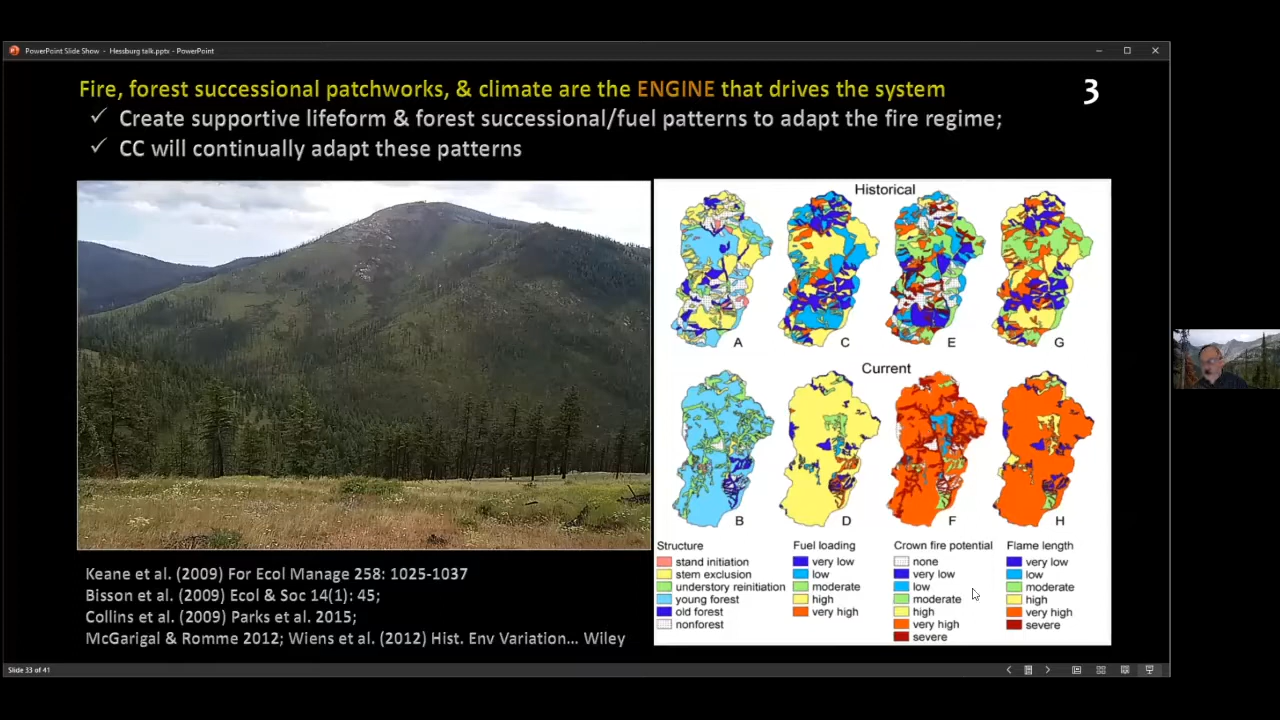 PowerPoint Slide Show - Hessburg talk.pptx - PowerPoint
Fire, forest successional patchworks, & climate are the ENGINE that drives the system
3
✓ Create supportive lifeform & forest successional/fuel patterns to adapt the fire regime;
✓ CC will continually adapt these patterns
Historical
A C E G
Current
B D F H
Structure
stand initiation
stem exclusion
understory reinitiation
young forest
old forest
nonforest
Fuel loading
very low
low
moderate
high
very high
Crown fire potential
none
very low
low
moderate
high
very high
severe
Flame length
very low
low
moderate
high
very high
severe
Keane et al. (2009) For Ecol Manage 258: 1025-1037
Bisson et al. (2009) Ecol & Soc 14(1): 45;
Collins et al. (2009) Parks et al. 2015;
McGarigal & Romme 2012; Wiens et al. (2012) Hist. Env Variation... Wiley
Slide 33 of 41